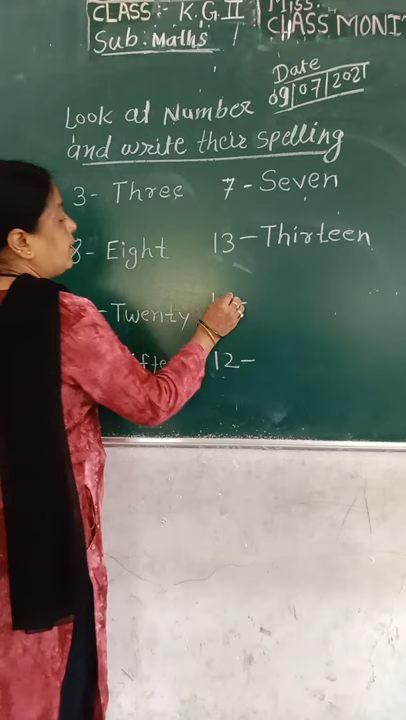 CLASS:- K.G.II
Miss.
Sub. Maths
CLASS MONIT
Date
09/07/2021
Look at Number
and write their spelling
3- Three 7- Seven
8- Eight 13-Thirteen
-Twenty
12-